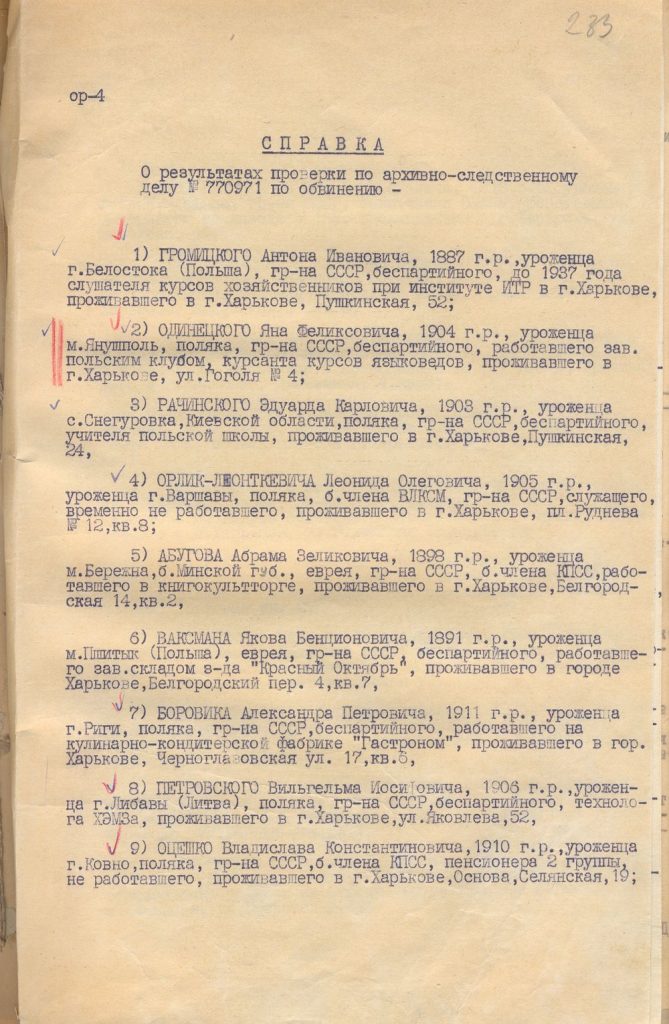 233
ор-4
СПРАВКА
О результатах проверки по архивно-следственному
делу № 770971 по обвинению -
1) ГРОМИЦКОГО Антона Ивановича, 1887 г.р.,уроженца
г.Белостока (Польша), гр-на СССР,беспартийного, до 1937 года
слушателя курсов хозяйственников при институте ИТР в г.Харькове,
проживавшего в г.Харькове, Пушкинская, 52;
2) ОДИНЕЦКОГО Яна Феликсовича, 1904 г.р., уроженца
м.Янушполь, поляка, гр-на СССР,беспартийного, работавшего зав.
польским клубом, курсанта курсов языковедов, проживавшего в
г.Харькове, ул.Гоголя № 4;
3) РАЧИНСКОГО Эдуарда Карловича, 1903 г.р., уроженца
с.Снегуровка,Киевской области,поляка, гр-на СССР,беспартийного,
учителя польской школы, проживавшего в г.Харькове,Пушкинская,
24,
4) ОРЛИК-ЛЕОНТКЕВИЧА Леонида Олеговича, 1905 г.р.,
уроженца г.Варшавы, поляка, б.члена ВЛКСМ, гр-на СССР,служащего,
временно не работавшего, проживавшего в г.Харькове, пл.Руднева
№ 12,кв.8;
5) АБУГОВА Абрама Зеликовича, 1898 г.р., уроженца
м.Бережна,б.Минской губ., еврея, гр-на СССР, б.члена КПСС,рабо-
тавшего в книгокультторге, проживавшего в г.Харькове,Белгород-
ская 14,кв.2,
6) ВАКСМАНА Якова Бенционовича, 1891 г.р., уроженца
м.Пшитык (Польша), еврея, гр-на СССР, беспартийного, работавше-
го зав.складом з-да "Красный Октябрь", проживавшего в городе
Харькове,Белгородский пер. 4,кв.7,
7) БОРОВИКА Александра Петровича, 1911 г.р., уроженца
г.Риги, поляка, гр-на СССР,беспартийного, работавшего на
кулинарно-кондитерской фабрике "Гастроном", проживавшего в гор.
Харькове, Черноглазовская ул. 17,кв.5,
8) ПЕТРОВСКОГО Вильгельма Иосифовича, 1906 г.р.,урожен-
ца г.Либавы (Литва), поляка, гр-на СССР,беспартийного, техноло-
га ХЭМЗа, проживавшего в г.Харькове,ул.Яковлева,52,
9) ОЦЕШКО Владислава Константиновича,1910 г.р.,уроженца
г.Ковно,поляка, гр-на СССР,б.члена КПСС, пенсионера 2 группы,
не работавшего, проживавшего в г.Харькове,Основа,Селянская,19;